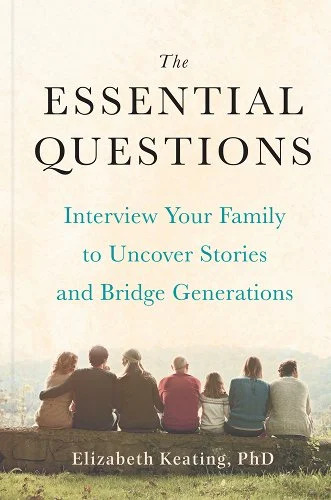 The
ESSENTIAL
QUESTIONS
Interview Your Family
to Uncover Stories
and Bridge Generations
Elizabeth Keating, PhD